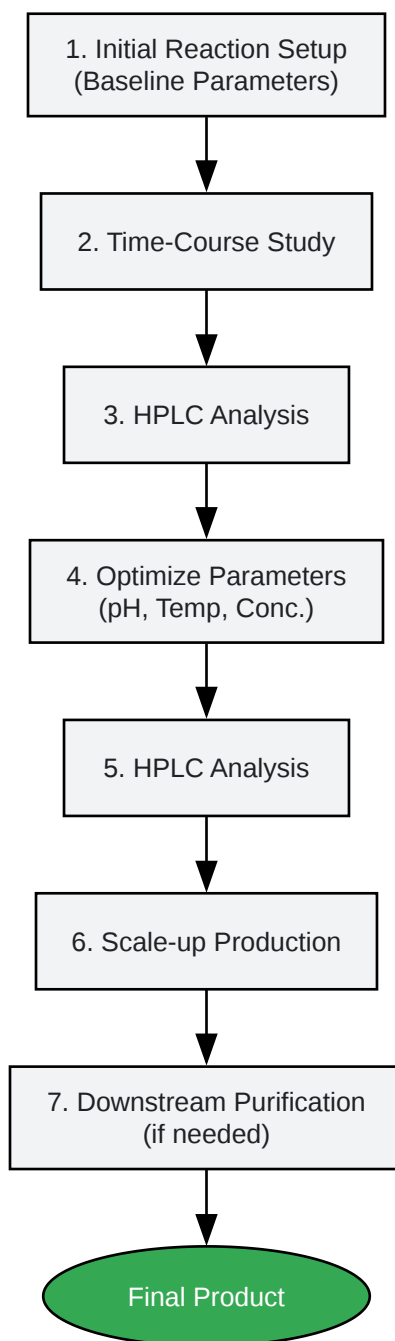 1. Initial Reaction Setup
(Baseline Parameters)
2. Time-Course Study
3. HPLC Analysis
4. Optimize Parameters
(pH, Temp, Conc.)
5. HPLC Analysis
6. Scale-up Production
7. Downstream Purification
(if needed)
Final Product